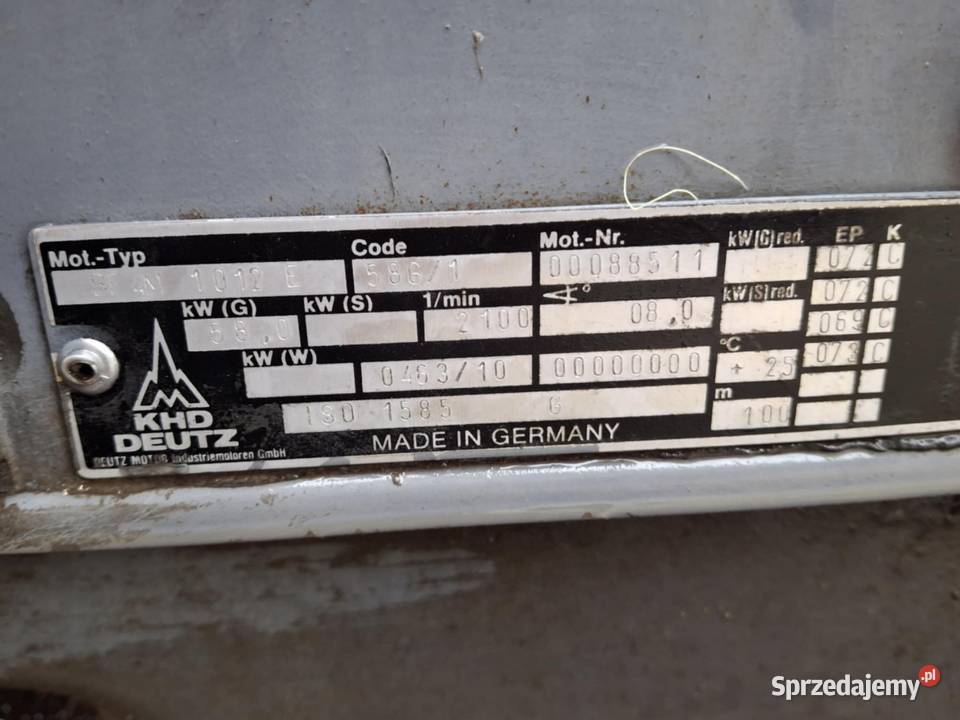 Mot.-Typ Code Mot.-Nr. kW(G)red. EP K
1012 E 586/1 00088511 072 C
kW (G) kW (S) 1/min ∢° kW(S)red. 072 C
58,0 2100 08,0 069 C
kW (W) °C 073 C
0463/10 00000000 + 25
m
ISO 1585 G 100
KHD
DEUTZ MADE IN GERMANY
DEUTZ MOTOR Industriemotoren GmbH
Sprzedajemy.pl